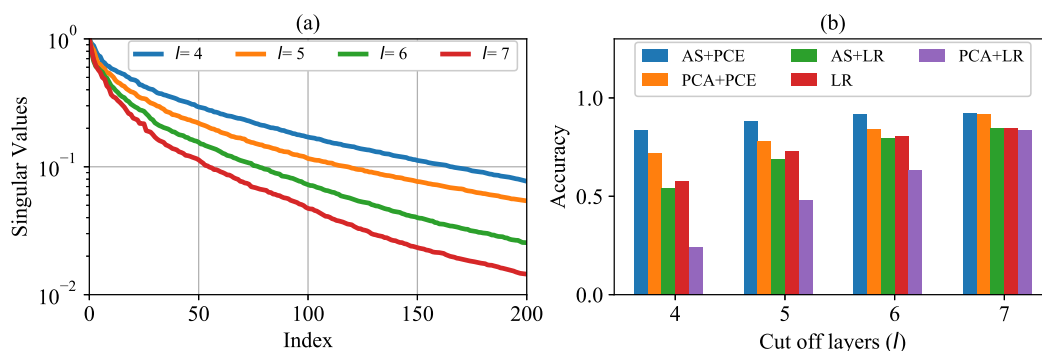 (a)
l= 4 l= 5 l= 6 l= 7
10⁰
10⁻¹
10⁻²
Singular Values
0 50 100 150 200
Index
(b)
AS+PCE AS+LR PCA+LR
PCA+PCE LR
1.0
0.5
0.0
Accuracy
4 5 6 7
Cut off layers (l)